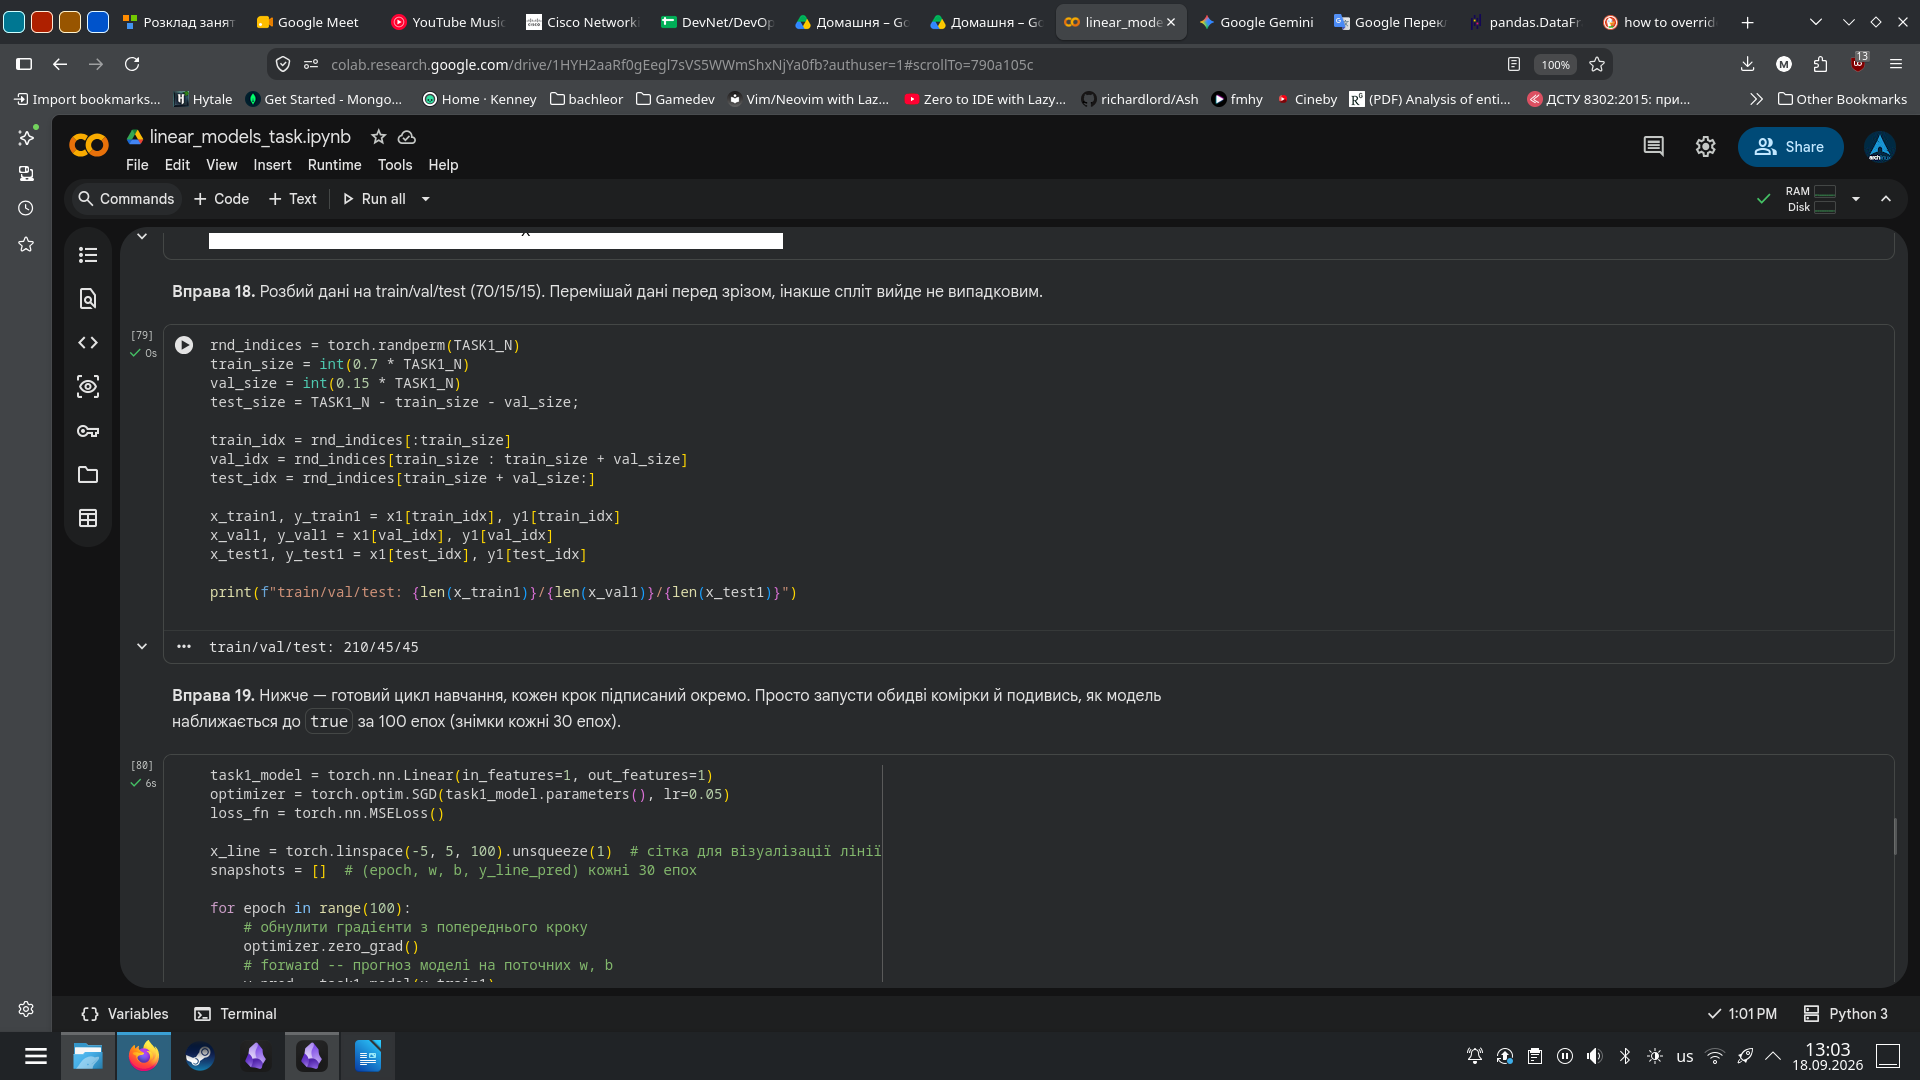 Розклад занят
Google Meet
YouTube Music
Cisco Networki
DevNet/DevOp
Домашня – Go
Домашня – Go
linear_mode
Google Gemini
Google Перекл
pandas.DataFr
how to overrid
colab.research.google.com/drive/1HYH2aaRf0gEegl7sVS5WWmShxNjYa0fb?authuser=1#scrollTo=790a105c
100%
13
Import bookmarks...
Hytale
Get Started - Mongo...
Home · Kenney
bachleor
Gamedev
Vim/Neovim with Laz...
Zero to IDE with Lazy...
richardlord/Ash
fmhy
Cineby
(PDF) Analysis of enti...
ДСТУ 8302:2015: при...
Other Bookmarks
linear_models_task.ipynb
File Edit View Insert Runtime Tools Help
Share
Commands
+ Code
+ Text
Run all
RAM
Disk
x
Вправа 18. Розбий дані на train/val/test (70/15/15). Перемішай дані перед зрізом, інакше спліт вийде не випадковим.
[79]
0s
rnd_indices = torch.randperm(TASK1_N)
train_size = int(0.7 * TASK1_N)
val_size = int(0.15 * TASK1_N)
test_size = TASK1_N - train_size - val_size;
train_idx = rnd_indices[:train_size]
val_idx = rnd_indices[train_size : train_size + val_size]
test_idx = rnd_indices[train_size + val_size:]
x_train1, y_train1 = x1[train_idx], y1[train_idx]
x_val1, y_val1 = x1[val_idx], y1[val_idx]
x_test1, y_test1 = x1[test_idx], y1[test_idx]
print(f"train/val/test: {len(x_train1)}/{len(x_val1)}/{len(x_test1)}")
train/val/test: 210/45/45
Вправа 19. Нижче — готовий цикл навчання, кожен крок підписаний окремо. Просто запусти обидві комірки й подивись, як модель
наближається до true за 100 епох (знімки кожні 30 епох).
[80]
6s
task1_model = torch.nn.Linear(in_features=1, out_features=1)
optimizer = torch.optim.SGD(task1_model.parameters(), lr=0.05)
loss_fn = torch.nn.MSELoss()
x_line = torch.linspace(-5, 5, 100).unsqueeze(1)  # сітка для візуалізації лінії
snapshots = []  # (epoch, w, b, y_line_pred) кожні 30 епох
for epoch in range(100):
# обнулити градієнти з попереднього кроку
optimizer.zero_grad()
# forward -- прогноз моделі на поточних w, b
Variables
Terminal
1:01 PM
Python 3
us
13:03
18.09.2026